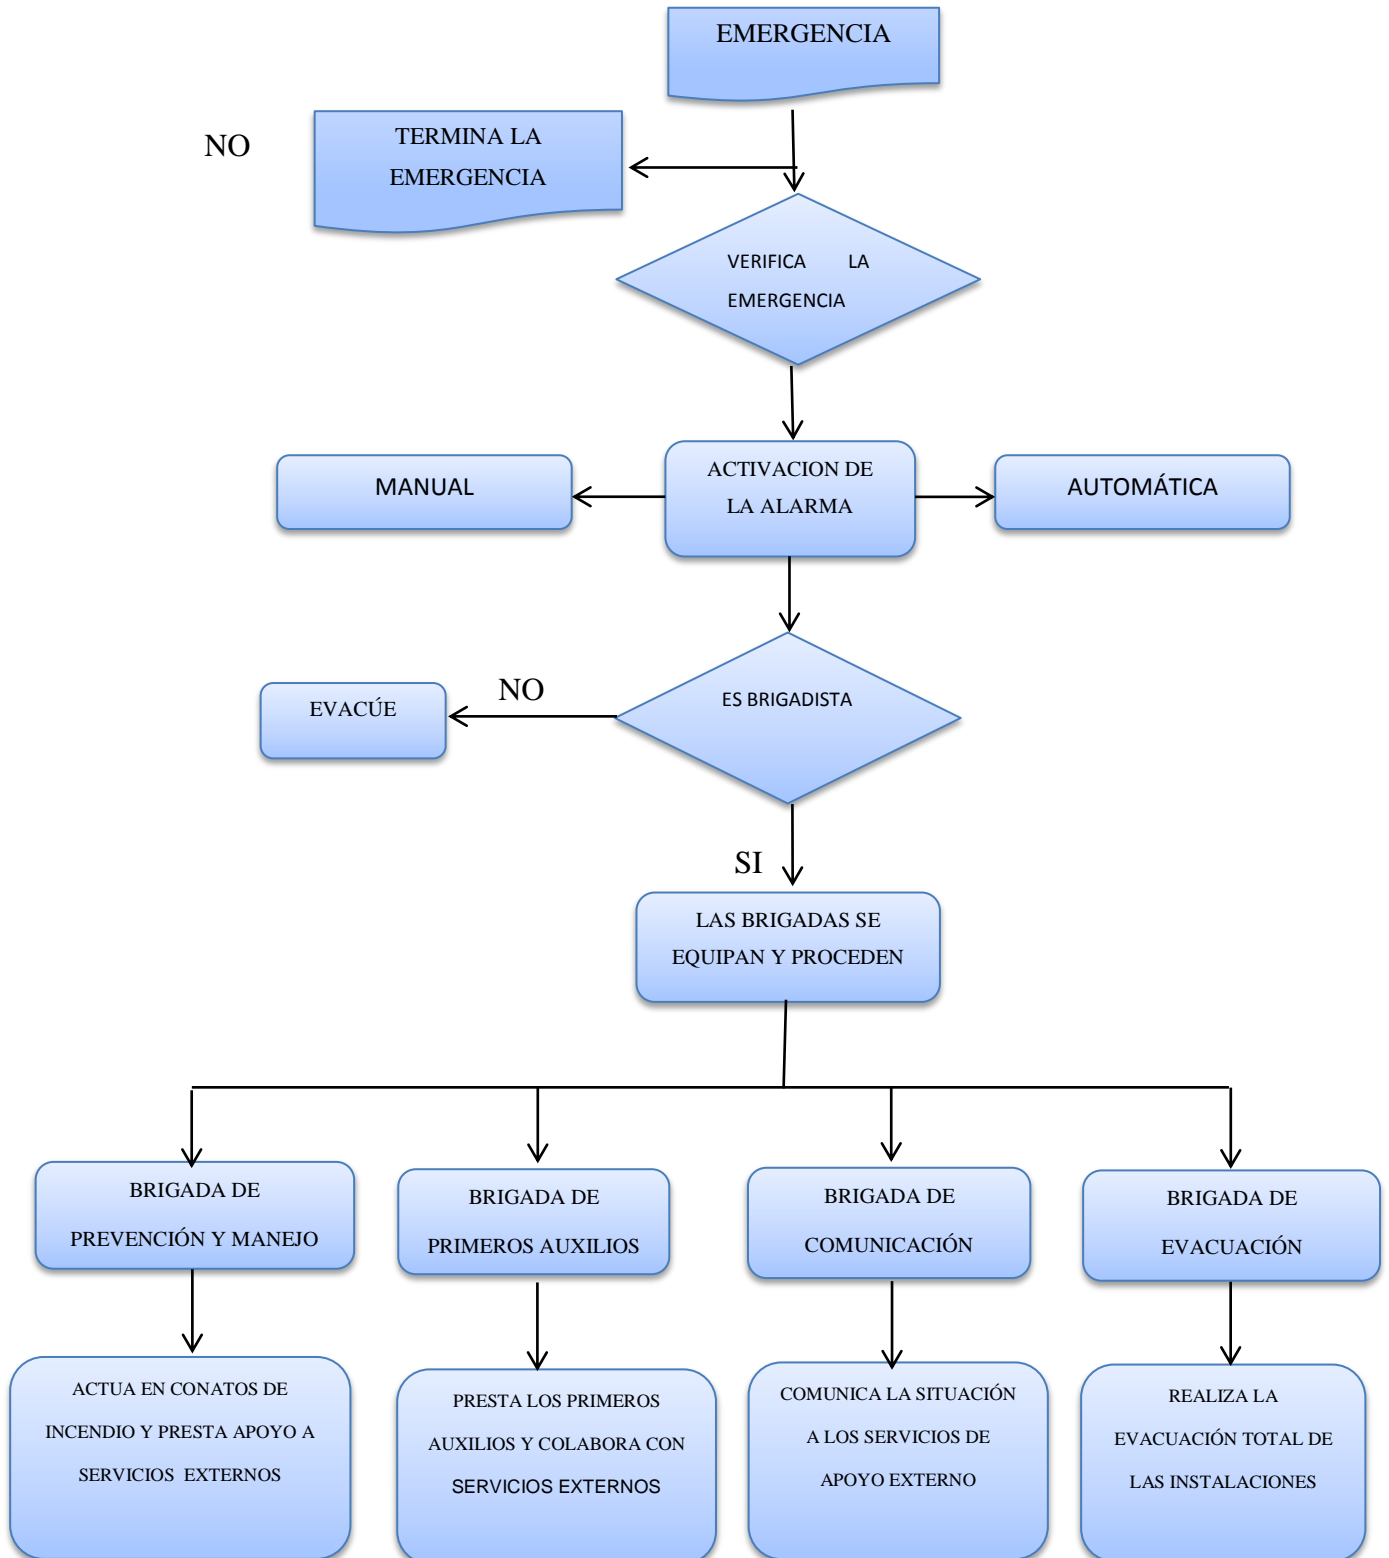 EMERGENCIA
NO
TERMINA LA
EMERGENCIA
VERIFICA LA
EMERGENCIA
ACTIVACION DE
LA ALARMA
MANUAL
AUTOMÁTICA
ES BRIGADISTA
NO
EVACÚE
SI
LAS BRIGADAS SE
EQUIPAN Y PROCEDEN
BRIGADA DE
PREVENCIÓN Y MANEJO
BRIGADA DE
PRIMEROS AUXILIOS
BRIGADA DE
COMUNICACIÓN
BRIGADA DE
EVACUACIÓN
ACTUA EN CONATOS DE
INCENDIO Y PRESTA APOYO A
SERVICIOS EXTERNOS
PRESTA LOS PRIMEROS
AUXILIOS Y COLABORA CON
SERVICIOS EXTERNOS
COMUNICA LA SITUACIÓN
A LOS SERVICIOS DE
APOYO EXTERNO
REALIZA LA
EVACUACIÓN TOTAL DE
LAS INSTALACIONES